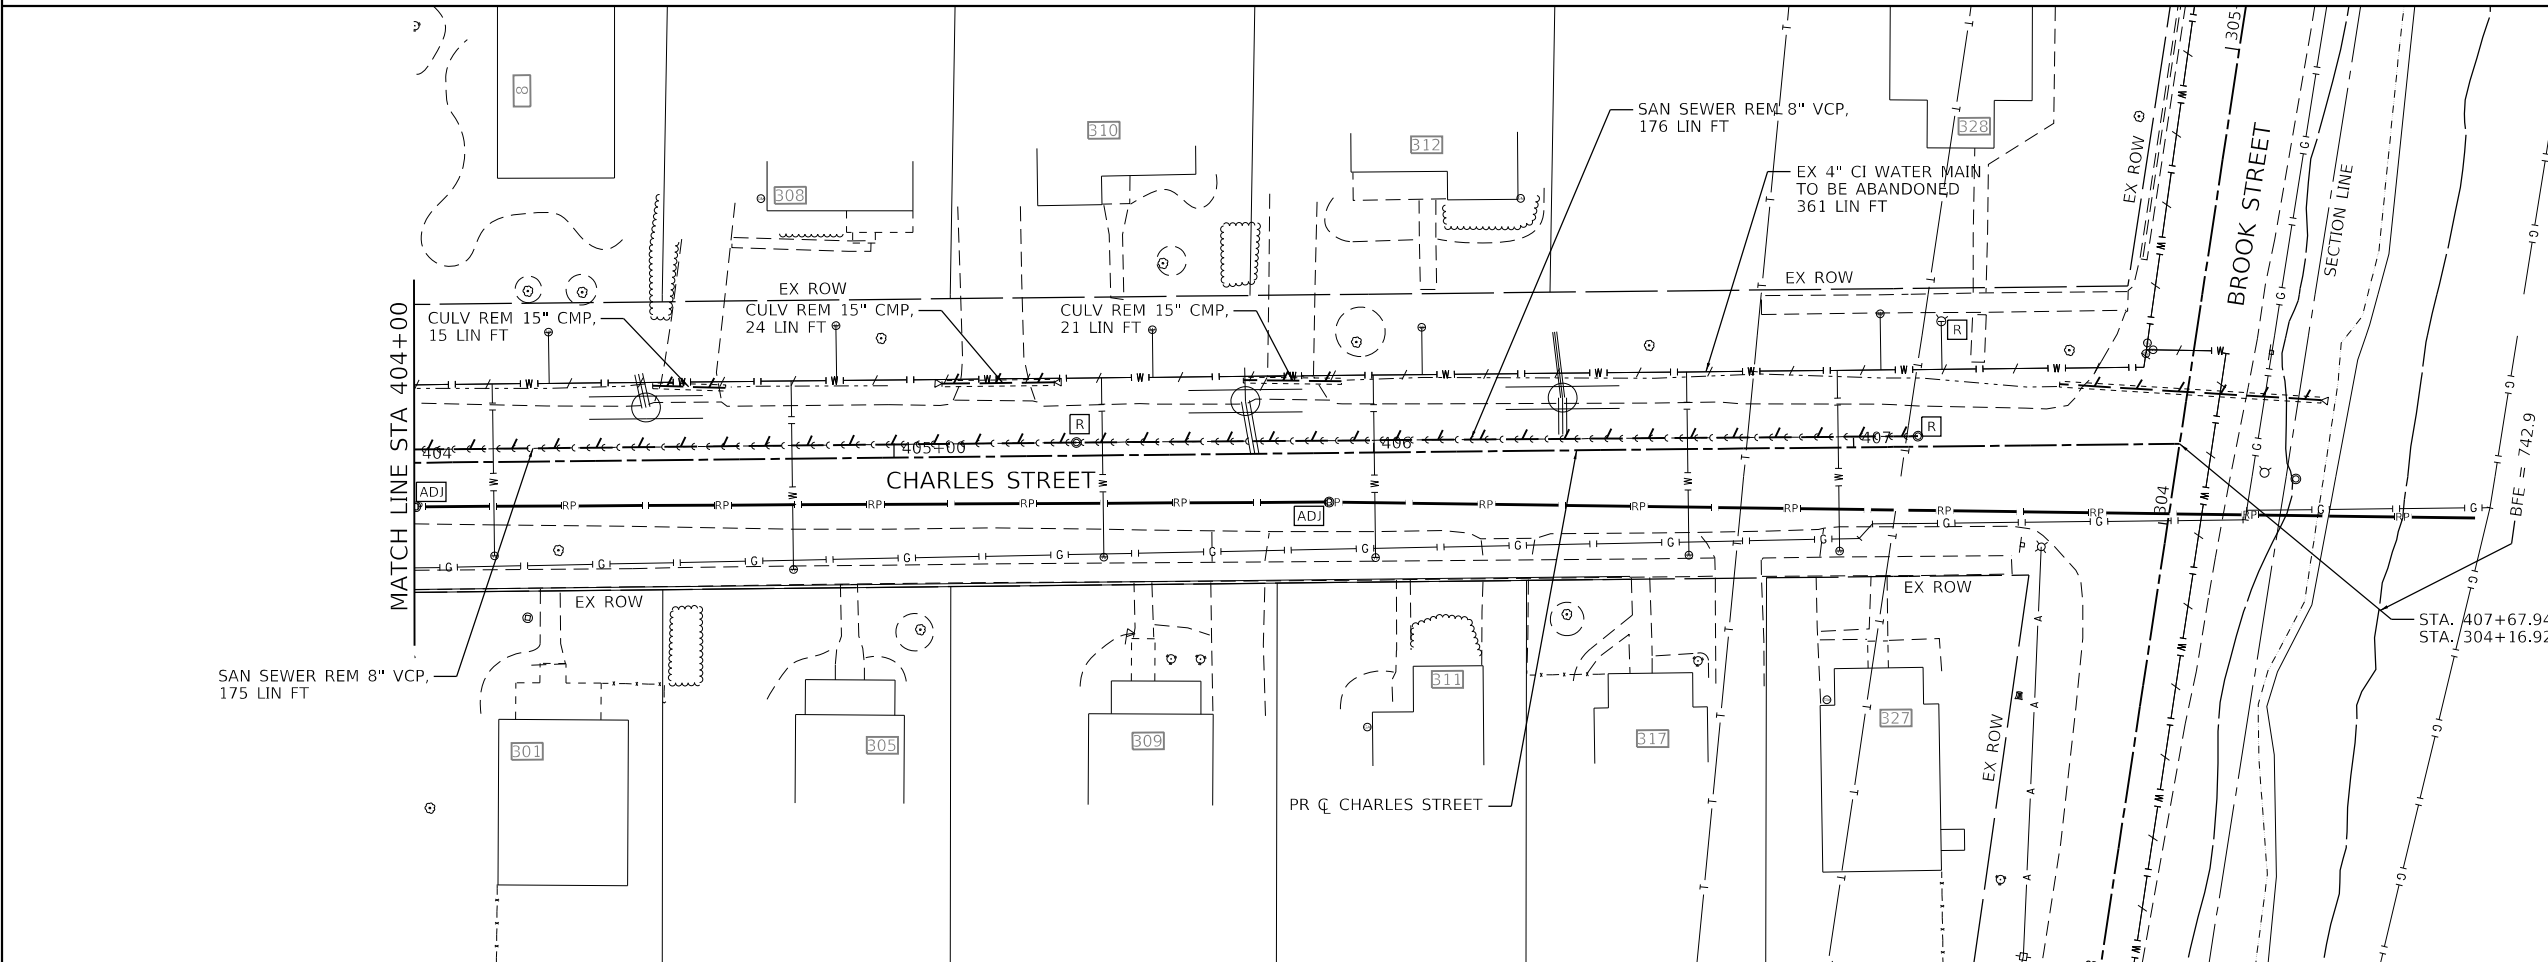 8
308
310
312
328
305
SAN SEWER REM 8" VCP,
176 LIN FT
EX 4" CI WATER MAIN
TO BE ABANDONED
361 LIN FT
EX ROW
BROOK STREET
SECTION LINE
EX ROW
EX ROW
CULV REM 15" CMP,
15 LIN FT
CULV REM 15" CMP,
24 LIN FT
CULV REM 15" CMP,
21 LIN FT
R
R
R
MATCH LINE STA 404+00
404
405+00
406
407
CHARLES STREET
ADJ
ADJ
RP
G
W
T
A
304
BFE = 742.9
EX ROW
EX ROW
EX ROW
STA. 407+67.94
STA. 304+16.92
SAN SEWER REM 8" VCP,
175 LIN FT
301
305
309
311
317
327
PR ℄ CHARLES STREET